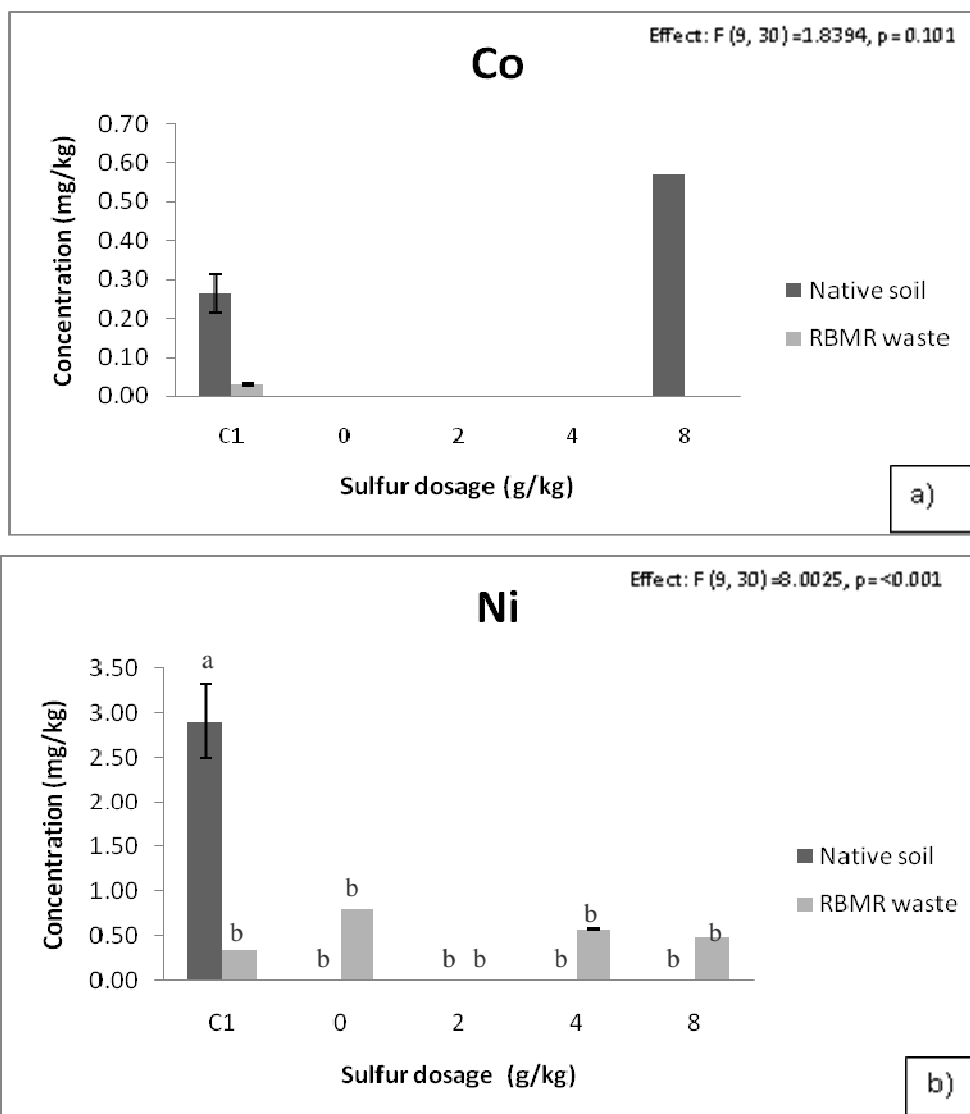 Effect: F (9, 30) =1.8394, p= 0.101
Co
Concentration (mg/kg)
0.70
0.60
0.50
0.40
0.30
0.20
0.10
0.00
Native soil
RBMR waste
C1 0 2 4 8
Sulfur dosage (g/kg)
a)
Effect: F (9, 30) =8.0025, p=<0.001
Ni
Concentration (mg/kg)
3.50
3.00
2.50
2.00
1.50
1.00
0.50
0.00
a
b
b b
b b
b b
b b
Native soil
RBMR waste
C1 0 2 4 8
Sulfur dosage (g/kg)
b)